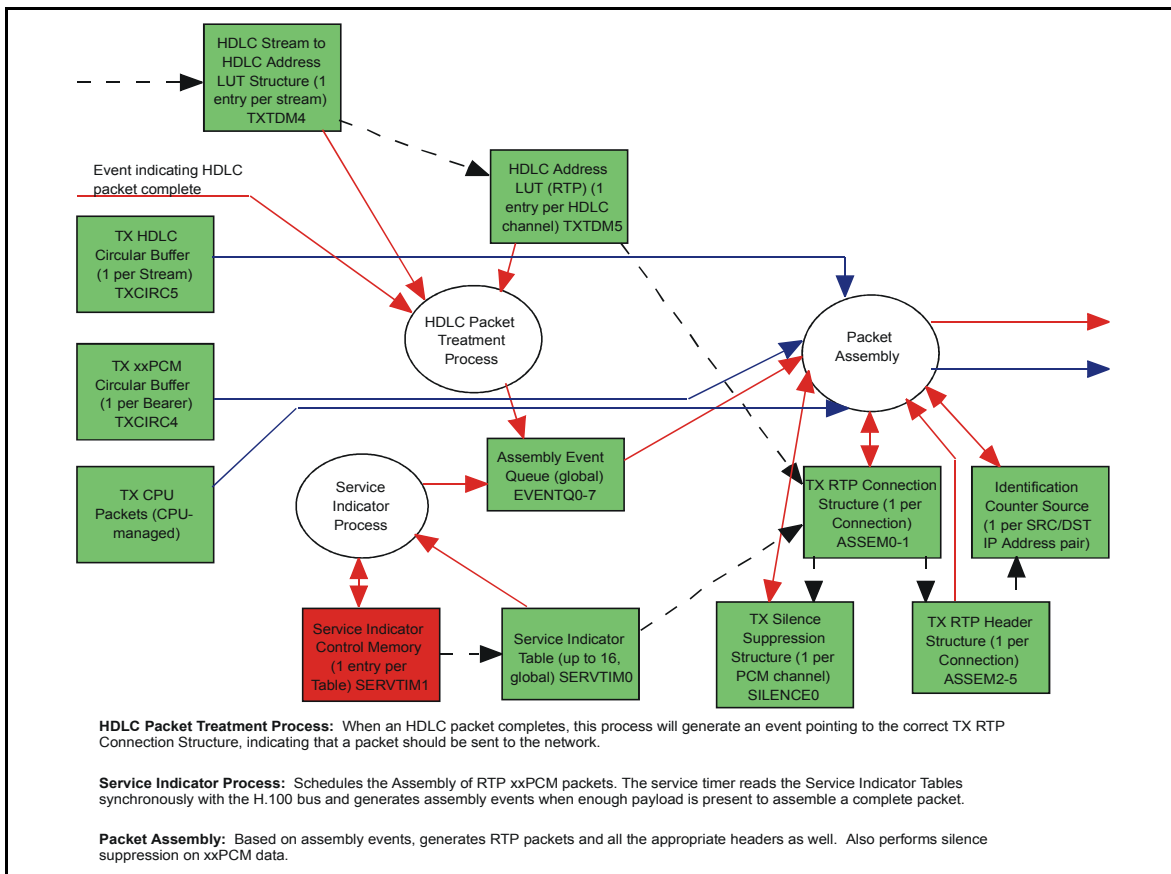 HDLC Stream to
HDLC Address
LUT Structure (1
entry per stream)
TXTDM4
Event indicating HDLC
packet complete
HDLC Address
LUT (RTP) (1
entry per HDLC
channel) TXTDM5
TX HDLC
Circular Buffer
(1 per Stream)
TXCIRC5
HDLC Packet
Treatment
Process
Packet
Assembly
TX xxPCM
Circular Buffer
(1 per Bearer)
TXCIRC4
Assembly Event
Queue (global)
EVENTQ0-7
TX CPU
Packets (CPU-
managed)
Service
Indicator
Process
TX RTP Connection
Structure (1 per
Connection)
ASSEM0-1
Identification
Counter Source
(1 per SRC/DST
IP Address pair)
Service Indicator
Control Memory
(1 entry per
Table) SERVTIM1
Service Indicator
Table (up to 16,
global) SERVTIM0
TX Silence
Suppression
Structure (1 per
PCM channel)
SILENCE0
TX RTP Header
Structure (1 per
Connection)
ASSEM2-5
HDLC Packet Treatment Process: When an HDLC packet completes, this process will generate an event pointing to the correct TX RTP
Connection Structure, indicating that a packet should be sent to the network.
Service Indicator Process: Schedules the Assembly of RTP xxPCM packets. The service timer reads the Service Indicator Tables
synchronously with the H.100 bus and generates assembly events when enough payload is present to assemble a complete packet.
Packet Assembly: Based on assembly events, generates RTP packets and all the appropriate headers as well. Also performs silence
suppression on xxPCM data.